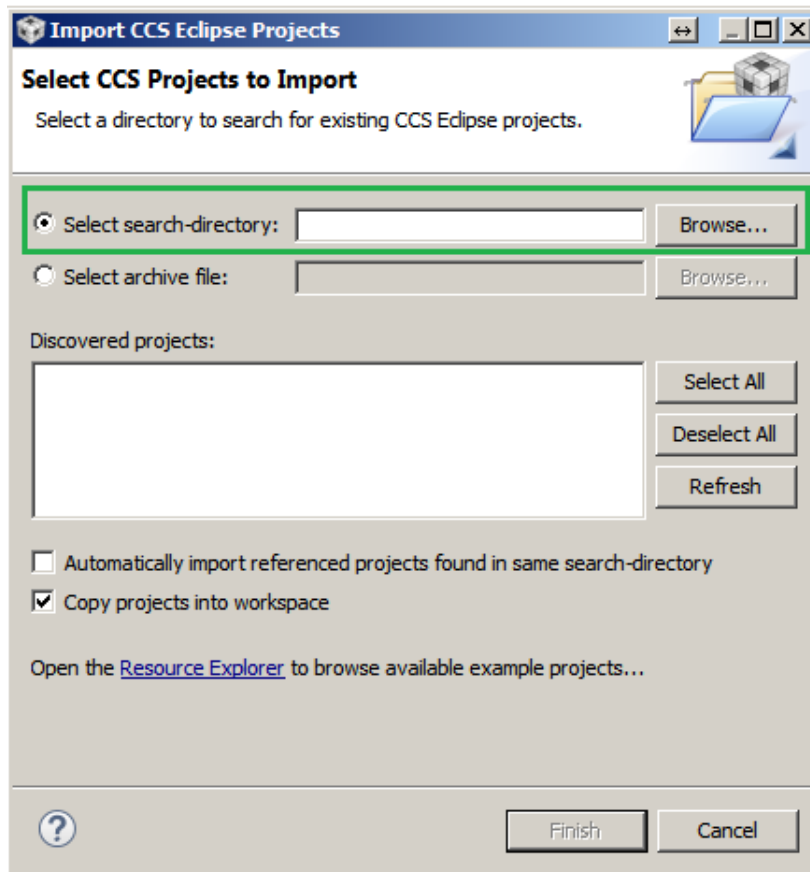 Import CCS Eclipse Projects
Select CCS Projects to Import
Select a directory to search for existing CCS Eclipse projects.
Select search-directory: Browse...
Select archive file: Browse...
Discovered projects:
Select All
Deselect All
Refresh
Automatically import referenced projects found in same search-directory
Copy projects into workspace
Open the Resource Explorer to browse available example projects...
? Finish Cancel